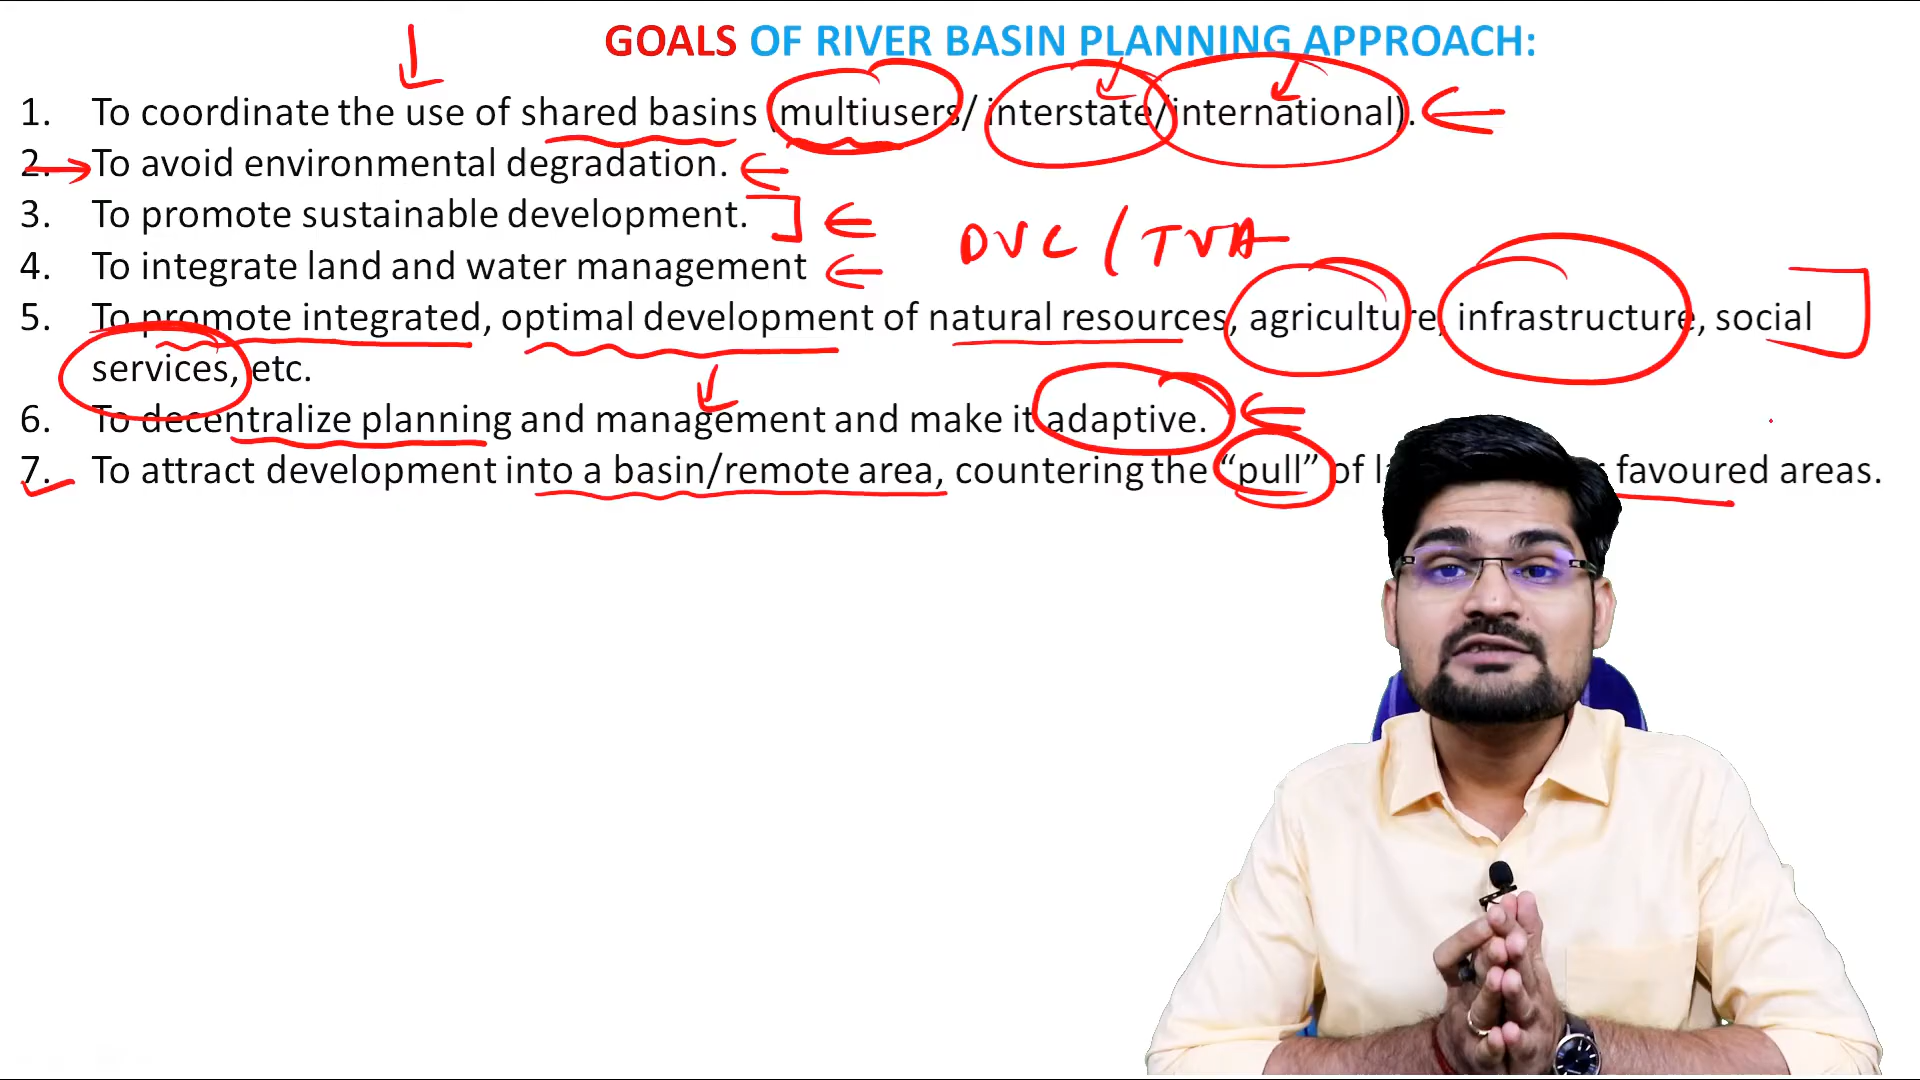 GOALS OF RIVER BASIN PLANNING APPROACH:
1. To coordinate the use of shared basins (multiusers/ interstate/international).
2. To avoid environmental degradation.
3. To promote sustainable development.
DVC / TVA
4. To integrate land and water management
5. To promote integrated, optimal development of natural resources, agriculture, infrastructure, social
services, etc.
6. To decentralize planning and management and make it adaptive.
7. To attract development into a basin/remote area, countering the “pull” of favoured areas.